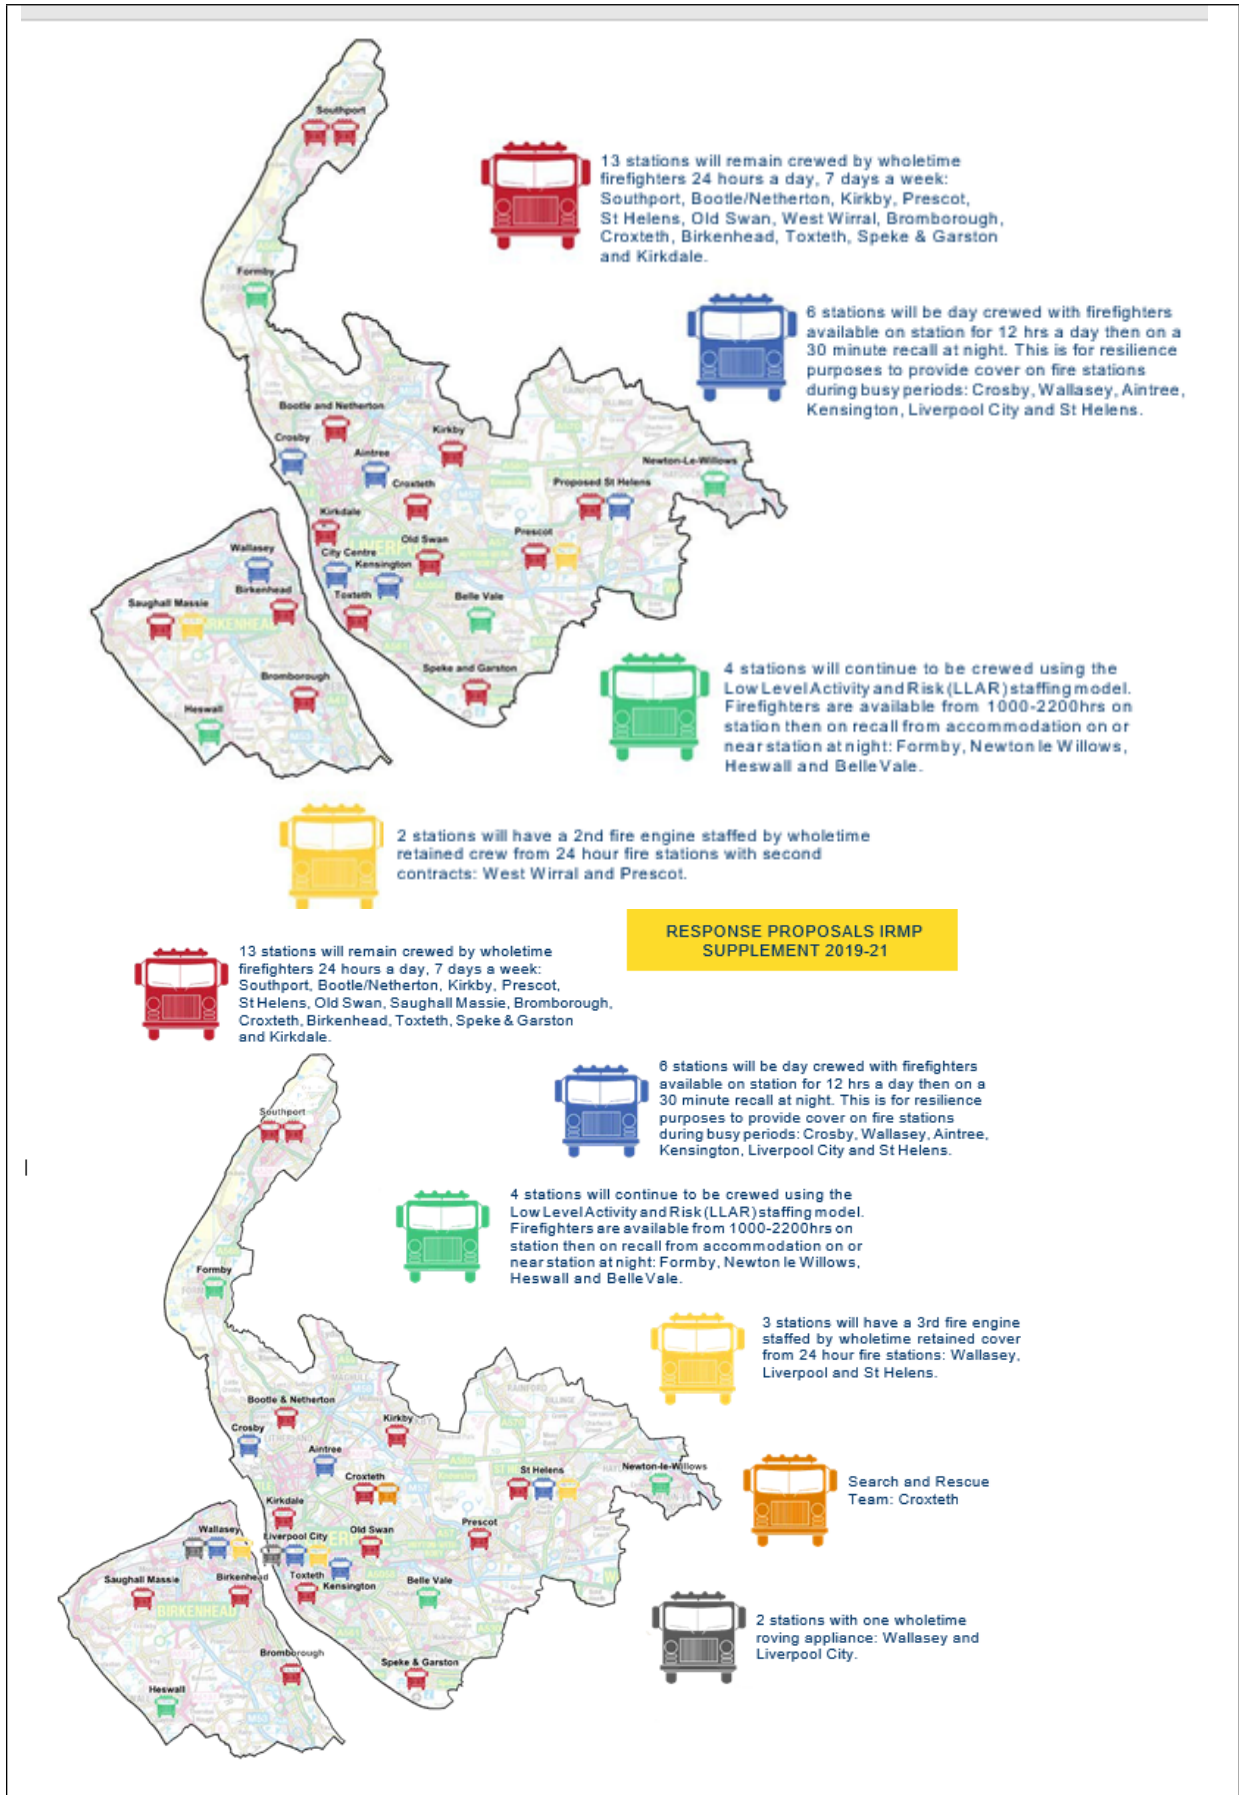 Southport
13 stations will remain crewed by wholetime
firefighters 24 hours a day, 7 days a week:
Southport, Bootle/Netherton, Kirkby, Prescot,
St Helens, Old Swan, West Wirral, Bromborough,
Croxteth, Birkenhead, Toxteth, Speke & Garston
and Kirkdale.
Formby
6 stations will be day crewed with firefighters
available on station for 12 hrs a day then on a
30 minute recall at night. This is for resilience
purposes to provide cover on fire stations
during busy periods: Crosby, Wallasey, Aintree,
Kensington, Liverpool City and St Helens.
Bootle and Netherton
Crosby
Kirkby
Aintree
Newton-Le-Willows
Croxteth
Proposed St Helens
Kirkdale
Prescot
Old Swan
Wallasey
City Centre
Kensington
Birkenhead
Toxteth
Belle Vale
Saughall Massie
Speke and Garston
Bromborough
Heswall
4 stations will continue to be crewed using the
Low Level Activity and Risk (LLAR) staffing model.
Firefighters are available from 1000-2200hrs on
station then on recall from accommodation on or
near station at night: Formby, Newton le Willows,
Heswall and Belle Vale.
2 stations will have a 2nd fire engine staffed by wholetime
retained crew from 24 hour fire stations with second
contracts: West Wirral and Prescot.
RESPONSE PROPOSALS IRMP
SUPPLEMENT 2019-21
13 stations will remain crewed by wholetime
firefighters 24 hours a day, 7 days a week:
Southport, Bootle/Netherton, Kirkby, Prescot,
St Helens, Old Swan, Saughall Massie, Bromborough,
Croxteth, Birkenhead, Toxteth, Speke & Garston
and Kirkdale.
6 stations will be day crewed with firefighters
available on station for 12 hrs a day then on a
30 minute recall at night. This is for resilience
purposes to provide cover on fire stations
during busy periods: Crosby, Wallasey, Aintree,
Kensington, Liverpool City and St Helens.
Southport
4 stations will continue to be crewed using the
Low Level Activity and Risk (LLAR) staffing model.
Firefighters are available from 1000-2200hrs on
station then on recall from accommodation on or
near station at night: Formby, Newton le Willows,
Heswall and Belle Vale.
Formby
3 stations will have a 3rd fire engine
staffed by wholetime retained cover
from 24 hour fire stations: Wallasey,
Liverpool and St Helens.
Bootle & Netherton
Kirkby
Crosby
Aintree
Croxteth
St Helens
Newton-le-Willows
Search and Rescue
Team: Croxteth
Kirkdale
Prescot
Wallasey
Liverpool City
Old Swan
Saughall Massie
Birkenhead
BIRKENHEAD
Toxteth
Kensington
Belle Vale
Bromborough
Speke & Garston
Heswall
2 stations with one wholetime
roving appliance: Wallasey and
Liverpool City.